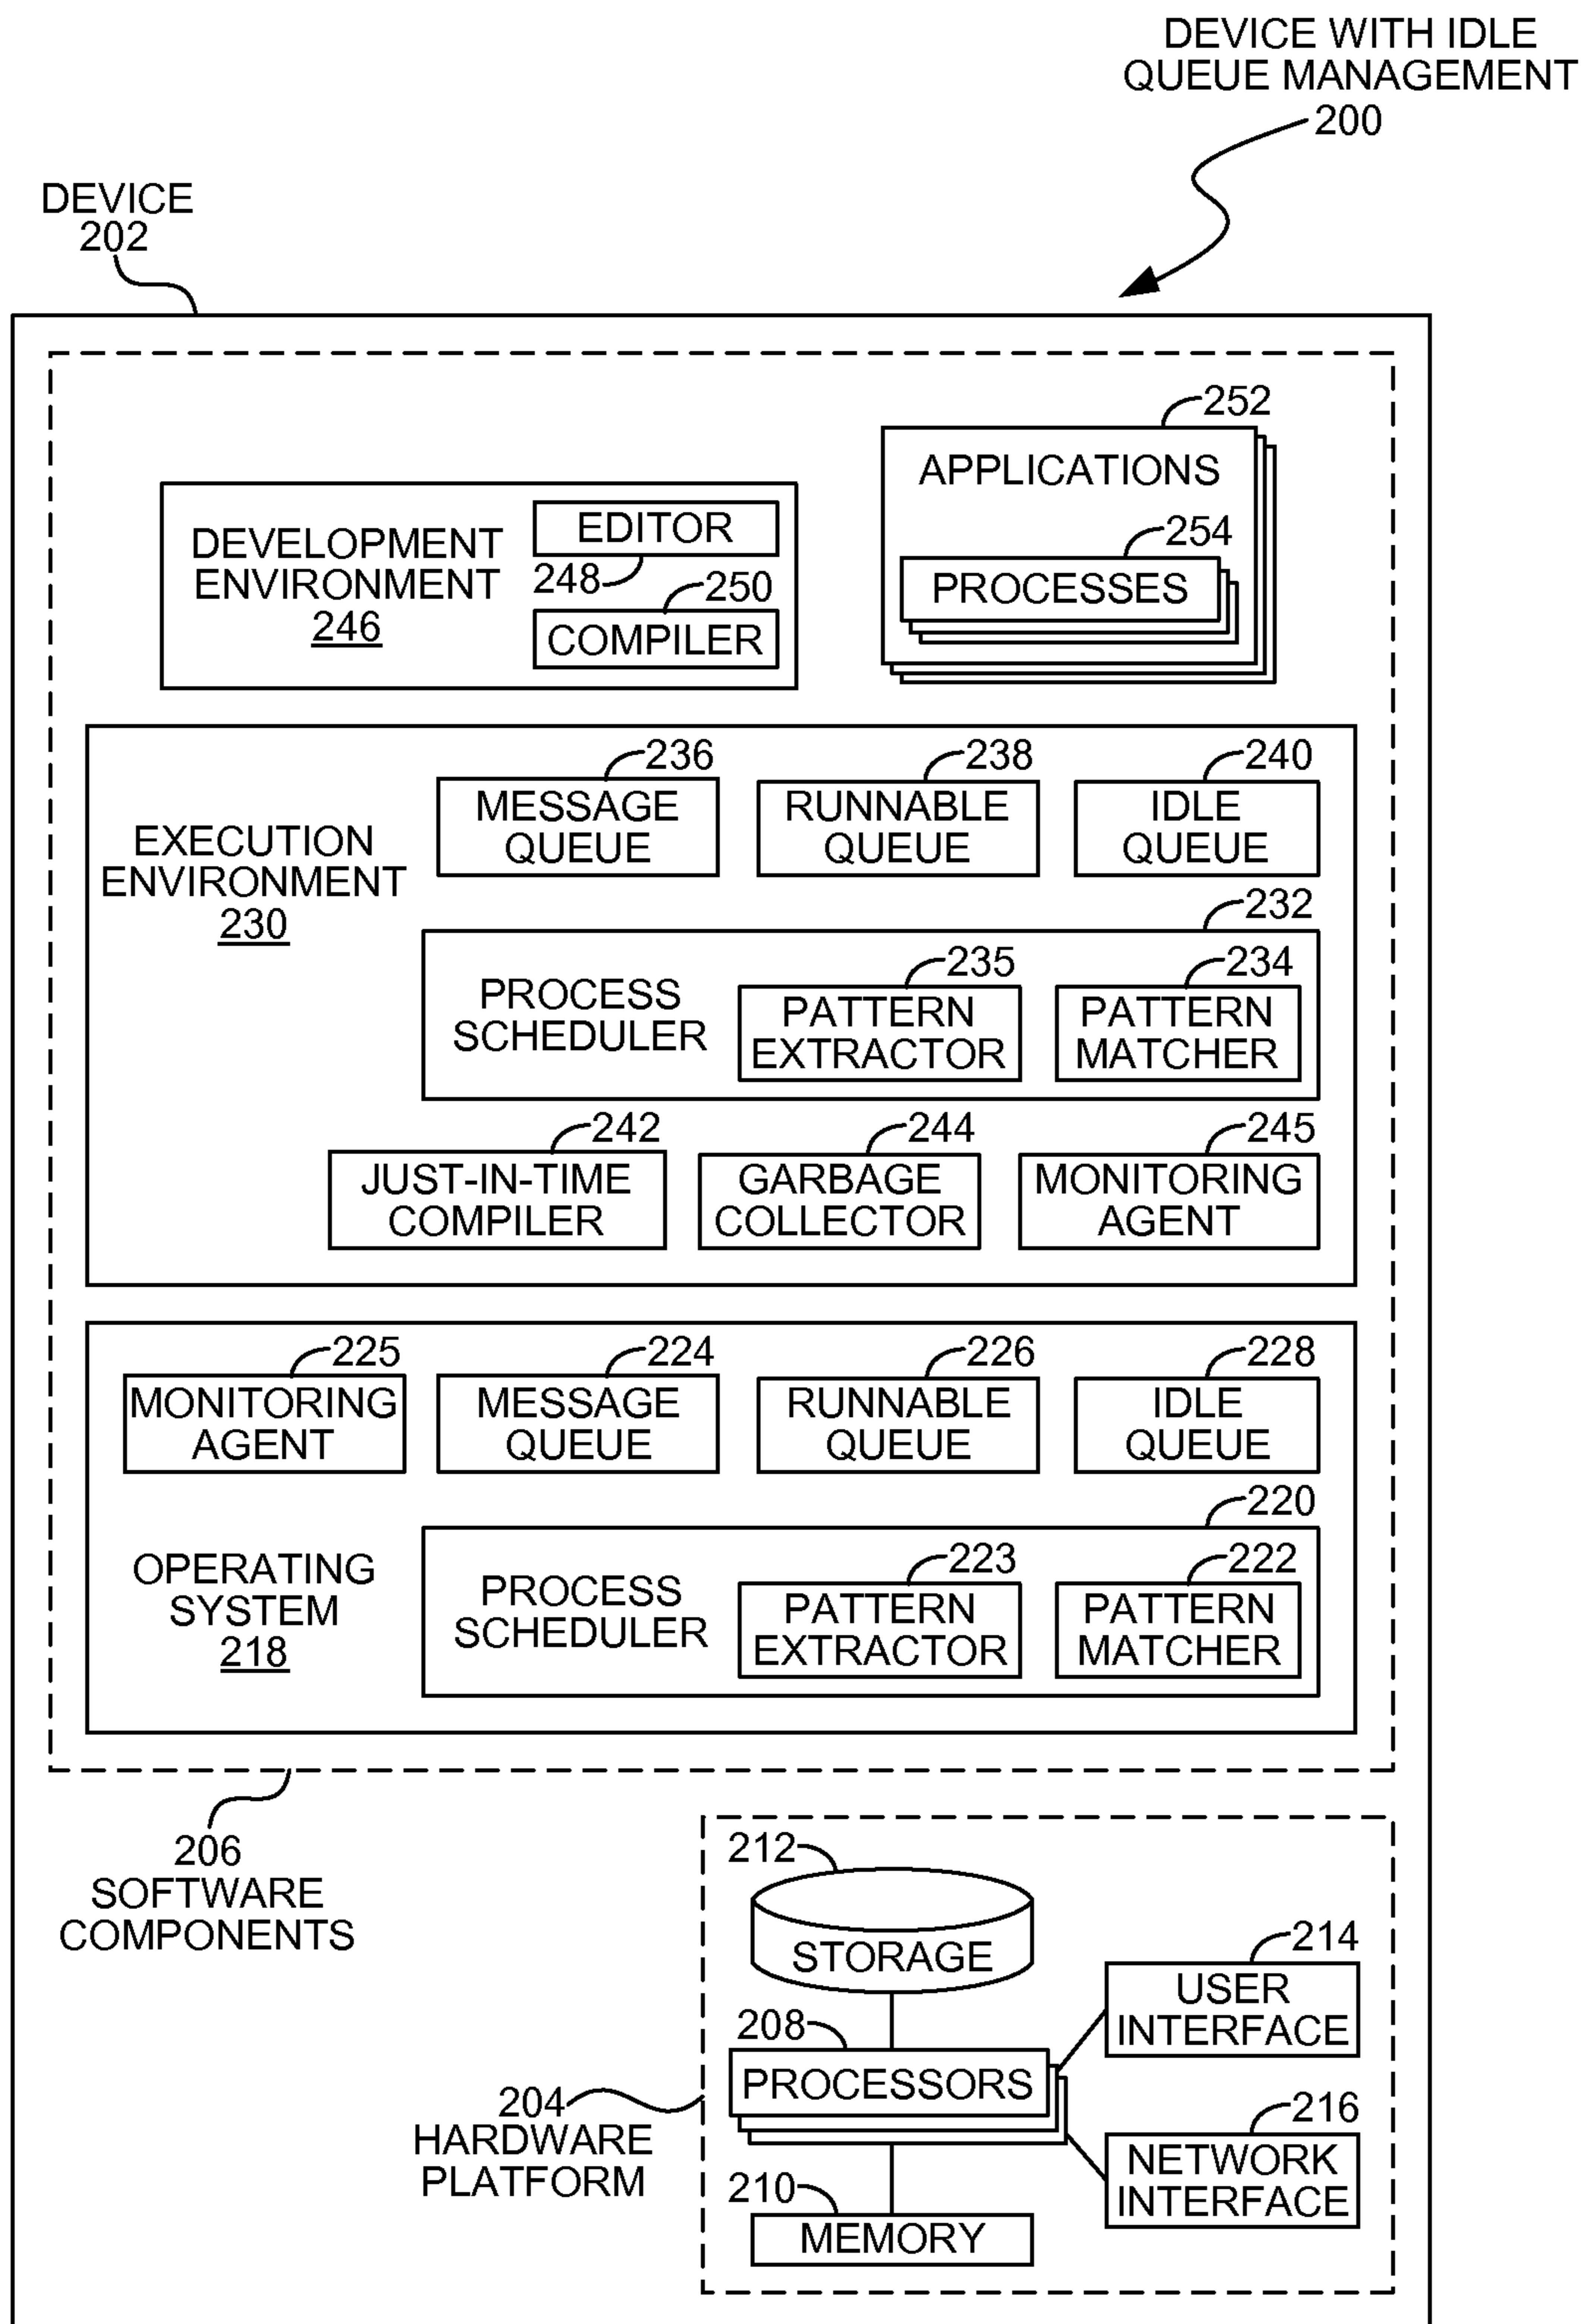 DEVICE WITH IDLE
QUEUE MANAGEMENT
200
DEVICE
202
252
APPLICATIONS
254
PROCESSES
DEVELOPMENT
ENVIRONMENT
246
EDITOR
248
250
COMPILER
236
MESSAGE
QUEUE
238
RUNNABLE
QUEUE
240
IDLE
QUEUE
EXECUTION
ENVIRONMENT
230
232
PROCESS
SCHEDULER
235
PATTERN
EXTRACTOR
234
PATTERN
MATCHER
242
JUST-IN-TIME
COMPILER
244
GARBAGE
COLLECTOR
245
MONITORING
AGENT
225
MONITORING
AGENT
224
MESSAGE
QUEUE
226
RUNNABLE
QUEUE
228
IDLE
QUEUE
OPERATING
SYSTEM
218
220
PROCESS
SCHEDULER
223
PATTERN
EXTRACTOR
222
PATTERN
MATCHER
206
SOFTWARE
COMPONENTS
212
STORAGE
214
USER
INTERFACE
208
PROCESSORS
204
HARDWARE
PLATFORM
216
NETWORK
INTERFACE
210
MEMORY